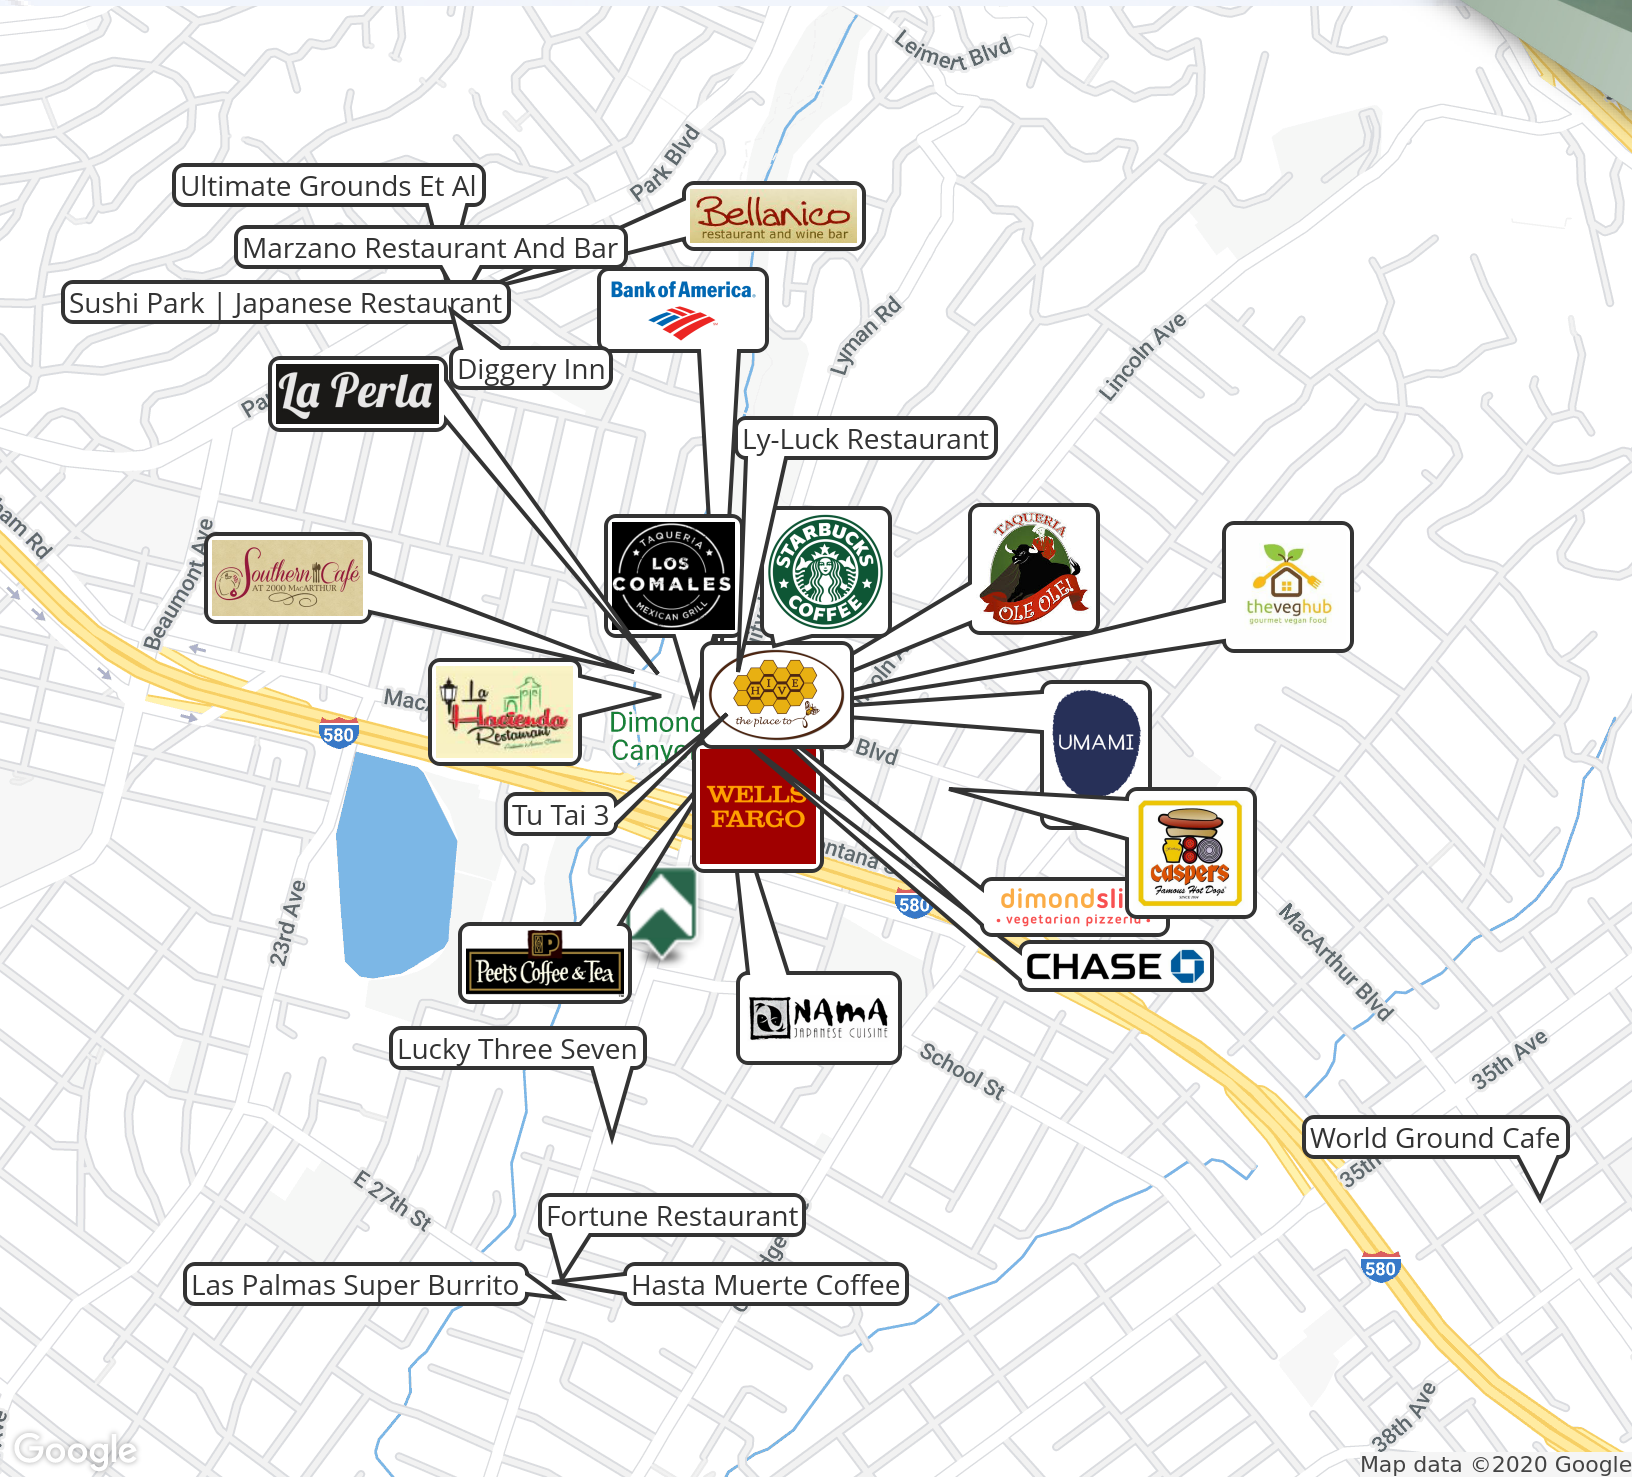 Leimert Blvd
Park Blvd
Ultimate Grounds Et Al
Bellanico
restaurant and wine bar
Marzano Restaurant And Bar
Sushi Park | Japanese Restaurant
Bank of America
Lyman Rd
Lincoln Ave
Diggery Inn
La Perla
Ly-Luck Restaurant
Beaumont Ave
Southern Café
AT 2000 MACARTHUR
TAQUERIA
LOS
COMALES
MEXICAN GRILL
STARBUCKS
COFFEE
TAQUERIA
OLE OLE!
theveghub
gourmet vegan food
La
Hacienda
Restaurant
HIVE
the place to
Dimond
580
Blvd
UMAMI
Tu Tai 3
WELLS
FARGO
caspers
Famous Hot Dogs
580
vegetarian pizzeria
23rd Ave
Peet's Coffee & Tea
CHASE
MacArthur Blvd
NAMA
JAPANESE CUISINE
Lucky Three Seven
School St
35th Ave
World Ground Cafe
35th
E 27th St
Fortune Restaurant
580
Las Palmas Super Burrito
Hasta Muerte Coffee
38th Ave
Google
Map data ©2020 Google